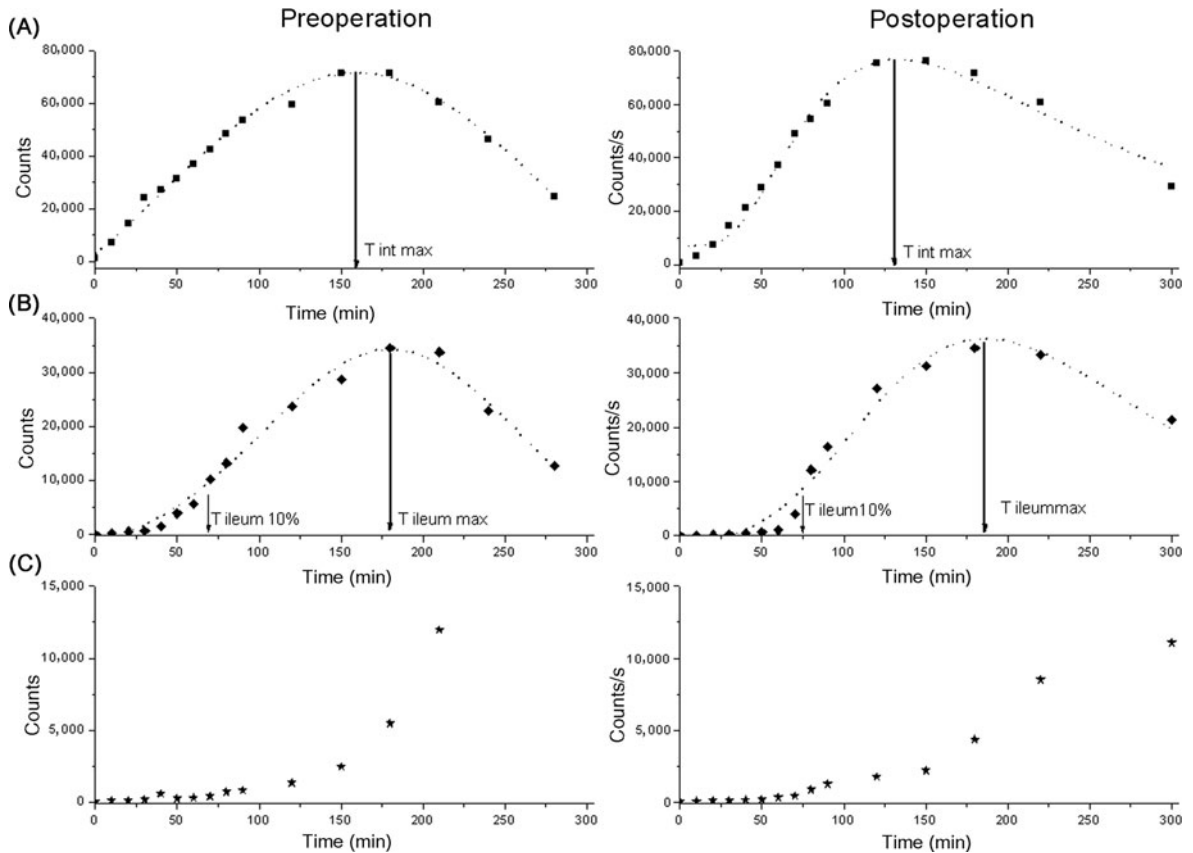 Preoperation
Postoperation
(A)
80,000
60,000
40,000
20,000
0
Counts
T int max
0 50 100 150 200 250 300
Time (min)
80,000
60,000
40,000
20,000
0
Counts/s
T int max
0 50 100 150 200 250 300
Time (min)
(B)
40,000
30,000
20,000
10,000
0
Counts
T ileum 10%
T ileum max
0 50 100 150 200 250 300
Time (min)
40,000
30,000
20,000
10,000
0
Counts/s
T ileum10%
T ileummax
0 50 100 150 200 250 300
Time (min)
(C)
15,000
10,000
5,000
0
Counts
0 50 100 150 200 250 300
Time (min)
15,000
10,000
5,000
0
Counts/s
0 50 100 150 200 250 300
Time (min)